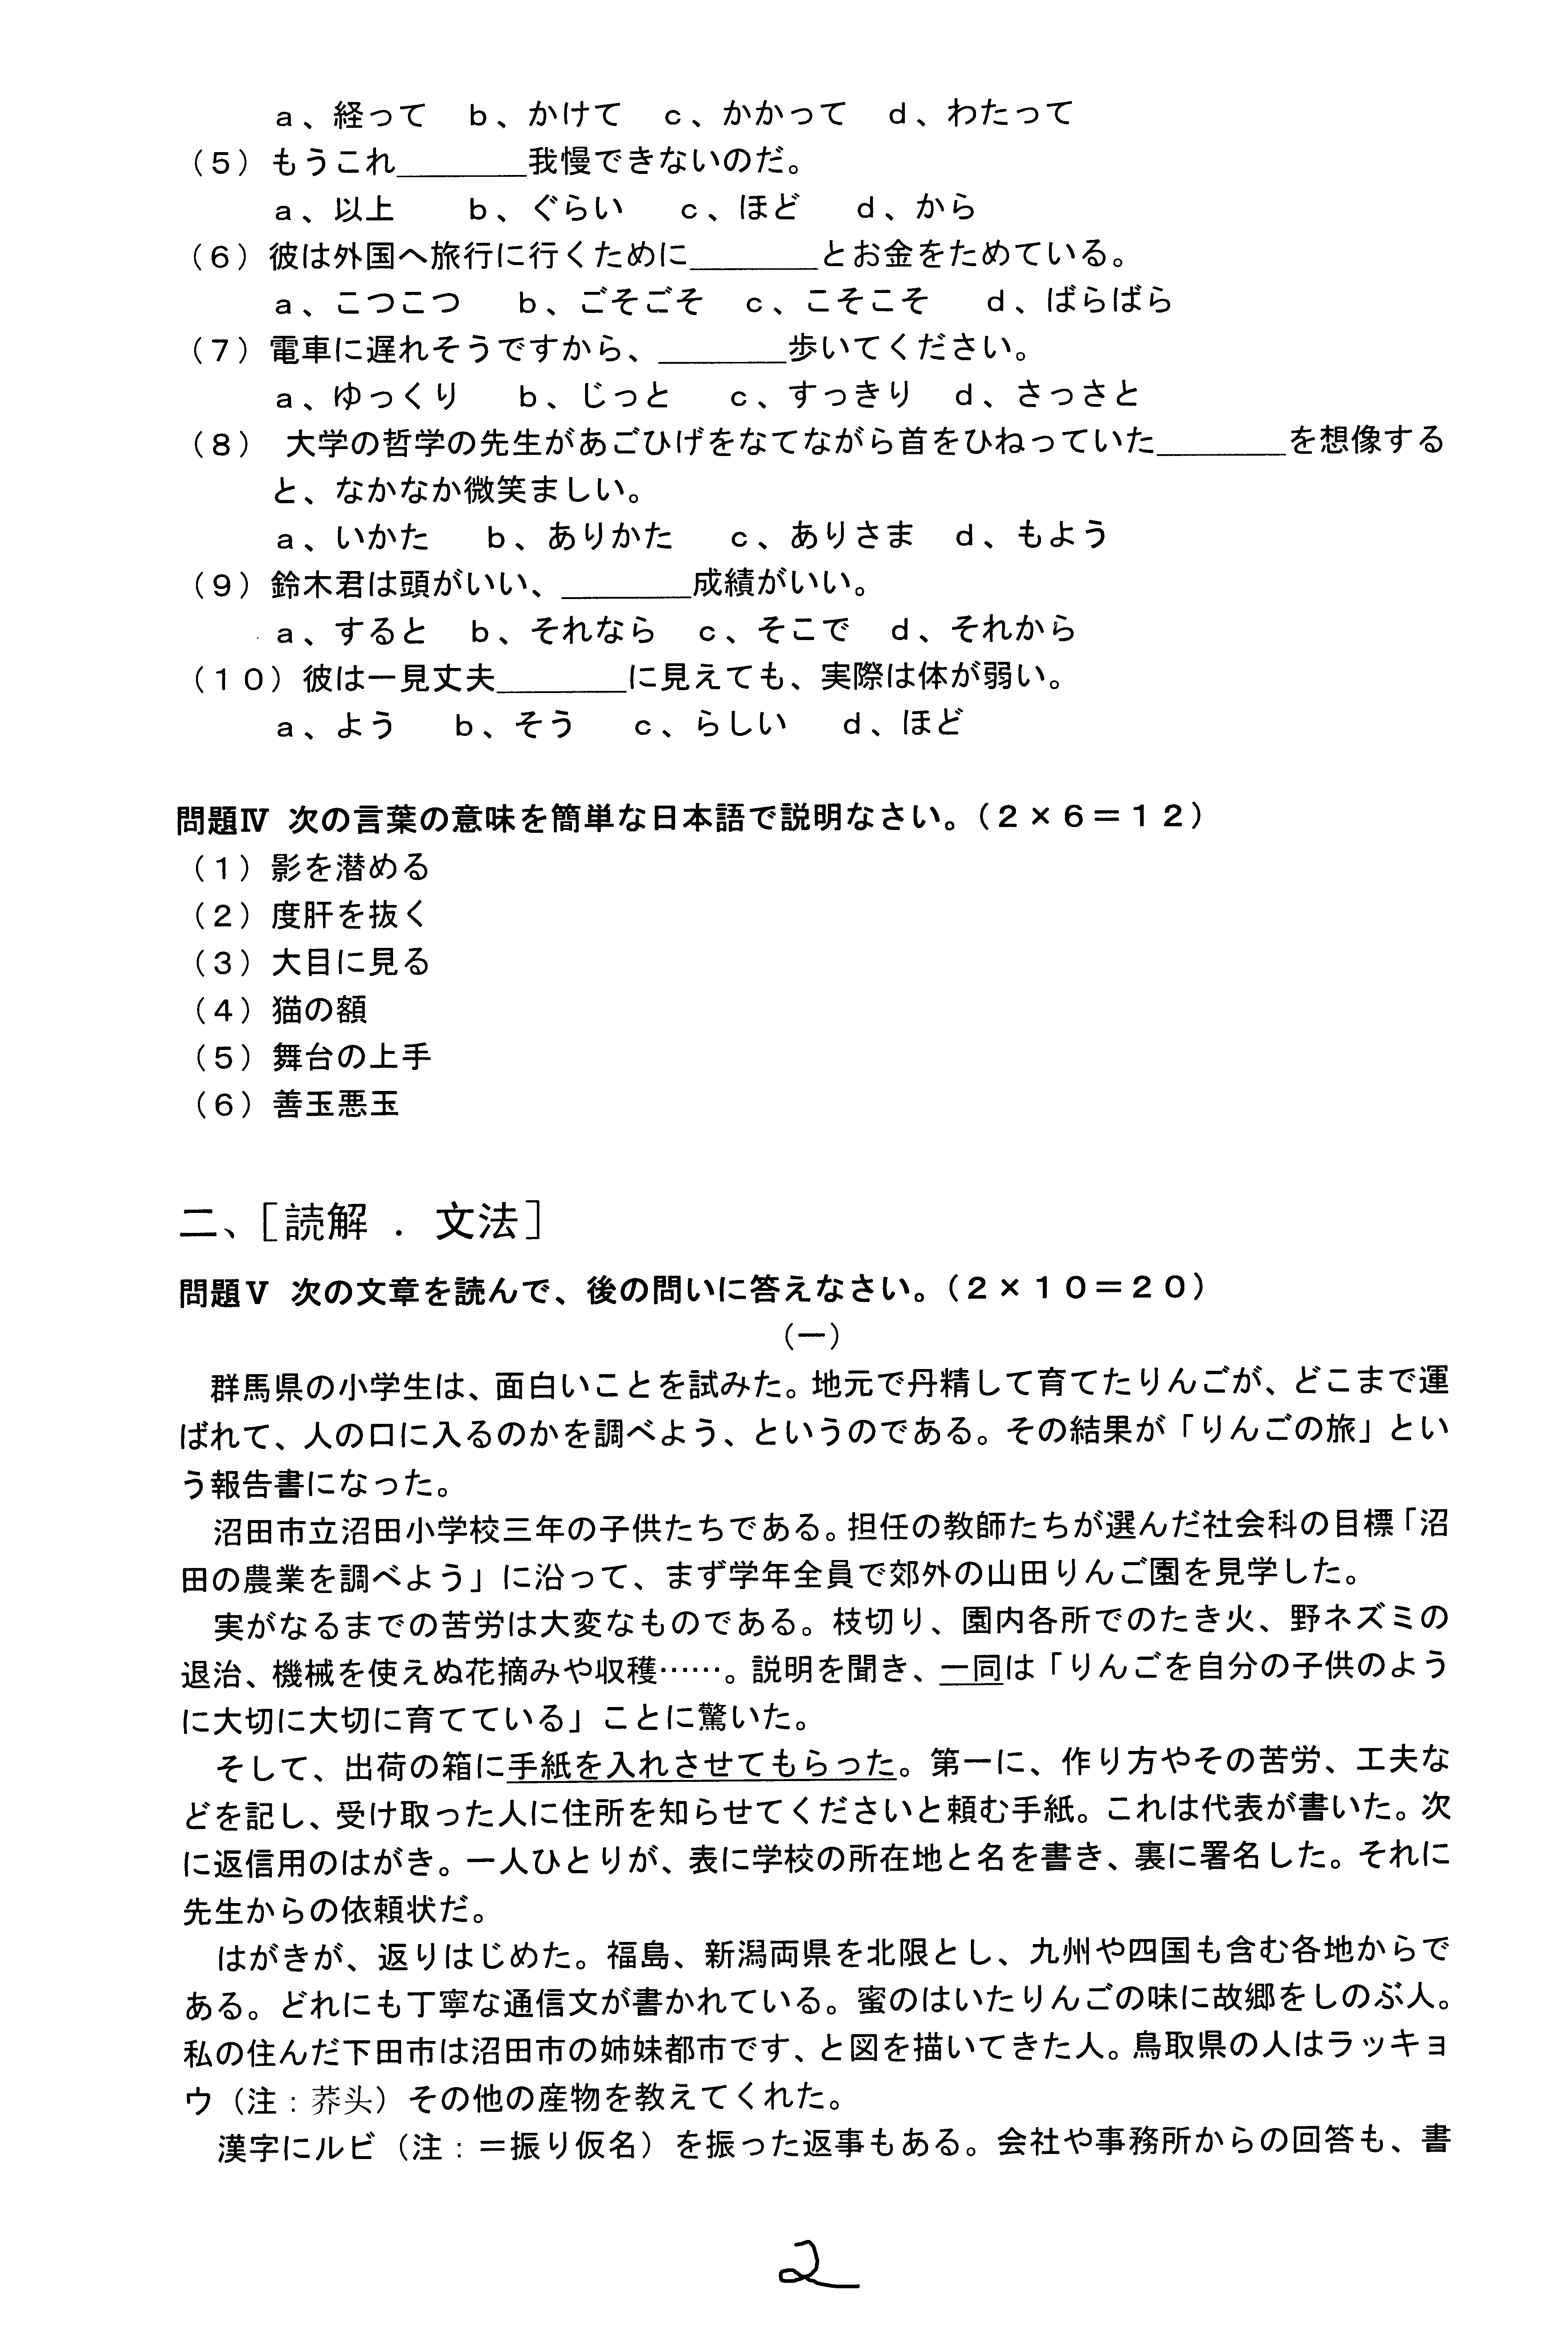 a、経って　b、かけて　c、かかって　d、わたって
（5）もうこれ________我慢できないのだ。
a、以上　b、ぐらい　c、ほど　d、から
（6）彼は外国へ旅行に行くために________とお金をためている。
a、こつこつ　b、ごそごそ　c、こそこそ　d、ばらばら
（7）電車に遅れそうですから、________歩いてください。
a、ゆっくり　b、じっと　c、すっきり　d、さっさと
（8）　大学の哲学の先生があごひげをなてながら首をひねっていた________を想像する
と、なかなか微笑ましい。
a、いかた　b、ありかた　c、ありさま　d、もよう
（9）鈴木君は頭がいい、________成績がいい。
a、すると　b、それなら　c、そこで　d、それから
（10）彼は一見丈夫________に見えても、実際は体が弱い。
a、よう　b、そう　c、らしい　d、ほど
問題Ⅳ 次の言葉の意味を簡単な日本語で説明なさい。（2×6＝12）
（1）影を潜める
（2）度肝を抜く
（3）大目に見る
（4）猫の額
（5）舞台の上手
（6）善玉悪玉
二、［読解．文法］
問題Ⅴ 次の文章を読んで、後の問いに答えなさい。（2×10＝20）
（一）
群馬県の小学生は、面白いことを試みた。地元で丹精して育てたりんごが、どこまで運
ばれて、人の口に入るのかを調べよう、というのである。その結果が「りんごの旅」とい
う報告書になった。
沼田市立沼田小学校三年の子供たちである。担任の教師たちが選んだ社会科の目標「沼
田の農業を調べよう」に沿って、まず学年全員で郊外の山田りんご園を見学した。
実がなるまでの苦労は大変なものである。枝切り、園内各所でのたき火、野ネズミの
退治、機械を使えぬ花摘みや収穫……。説明を聞き、一同は「りんごを自分の子供のよう
に大切に大切に育てている」ことに驚いた。
そして、出荷の箱に手紙を入れさせてもらった。第一に、作り方やその苦労、工夫な
どを記し、受け取った人に住所を知らせてくださいと頼む手紙。これは代表が書いた。次
に返信用のはがき。一人ひとりが、表に学校の所在地と名を書き、裏に署名した。それに
先生からの依頼状だ。
はがきが、返りはじめた。福島、新潟両県を北限とし、九州や四国も含む各地からで
ある。どれにも丁寧な通信文が書かれている。蜜のはいたりんごの味に故郷をしのぶ人。
私の住んだ下田市は沼田市の姉妹都市です、と図を描いてきた人。鳥取県の人はラッキョ
ウ（注：荞头）その他の産物を教えてくれた。
漢字にルビ（注：＝振り仮名）を振った返事もある。会社や事務所からの回答も、書
2